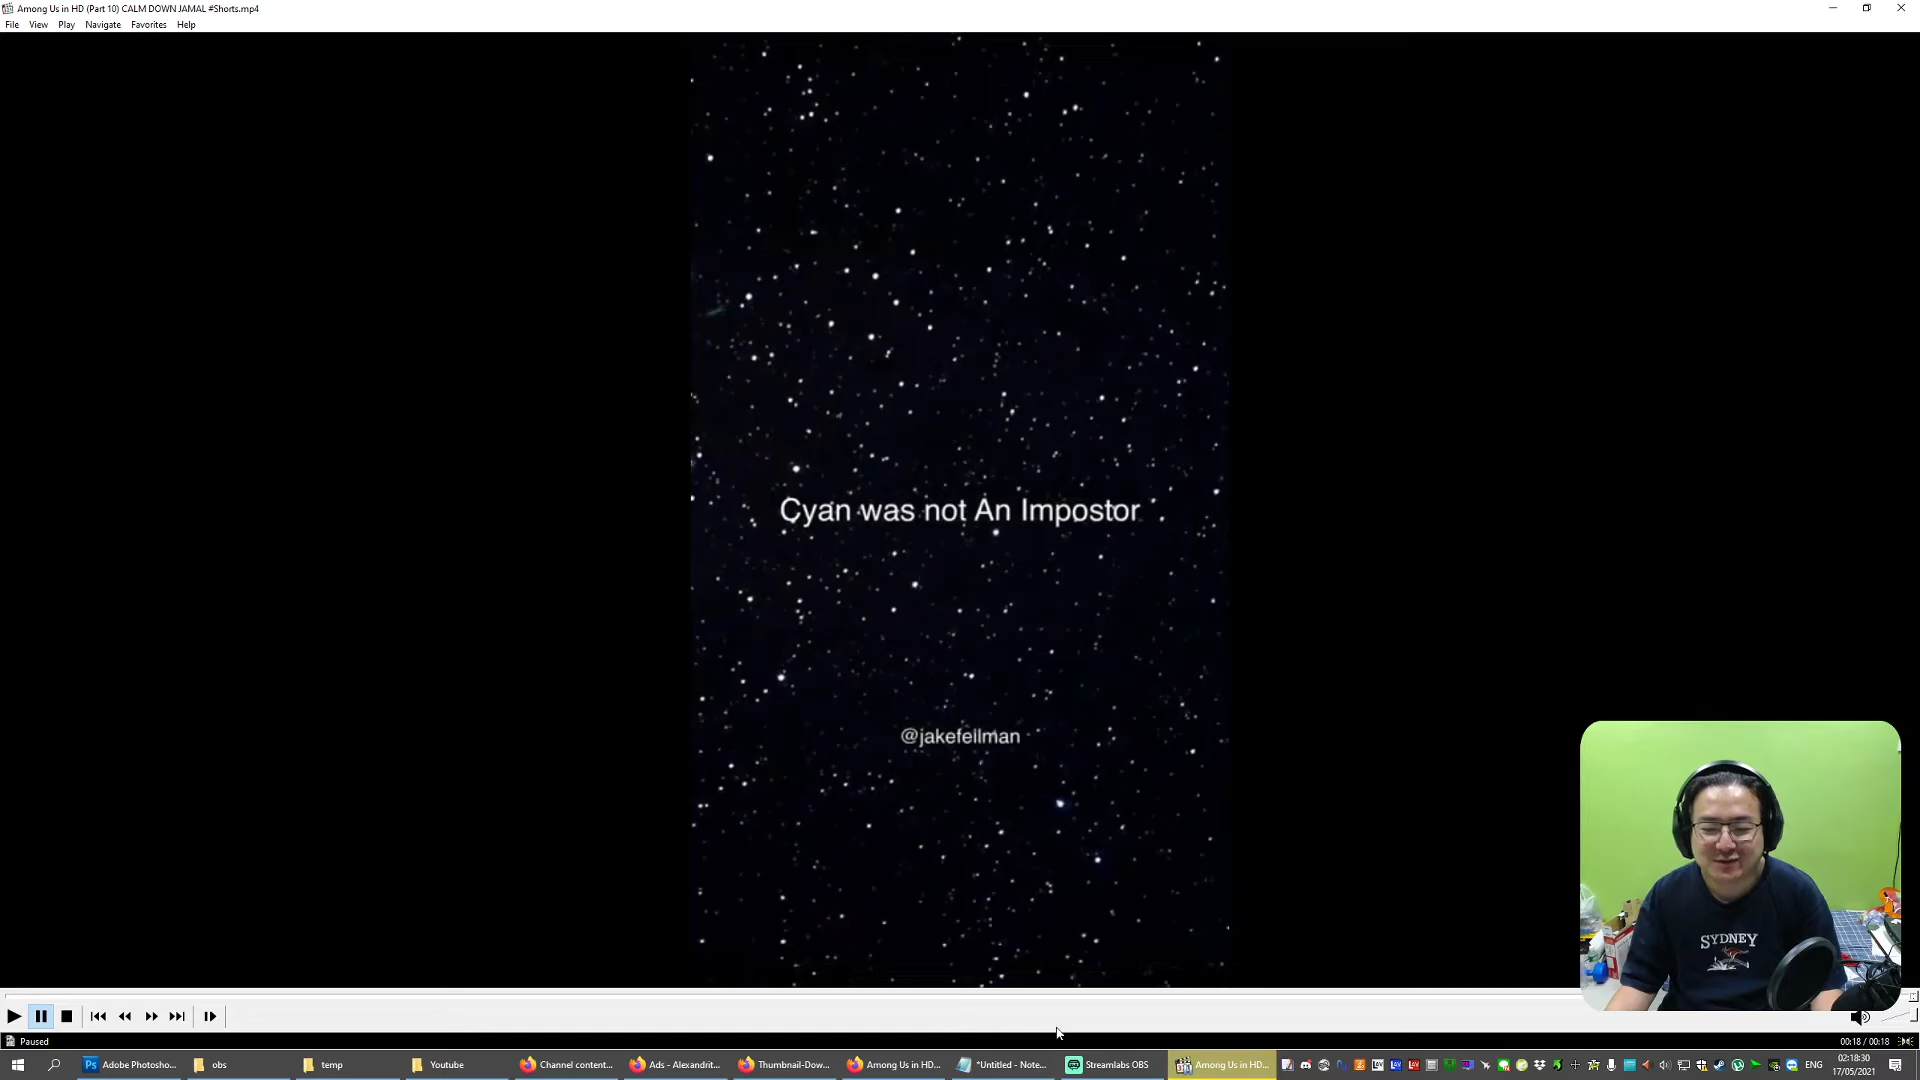 Among Us in HD (Part 10) CALM DOWN JAMAL #Shorts.mp4
File View Play Navigate Favorites Help
Cyan was not An Impostor
@jakefellman
SYDNEY
Paused
00:18 / 00:18
Adobe Photosho... obs temp Youtube Channel content... Ads - Alexandrit... Thumbnail-Dow... Among Us in HD... *Untitled - Note... Streamlabs OBS Among Us in HD... ENG
02:18:30
17/05/2021